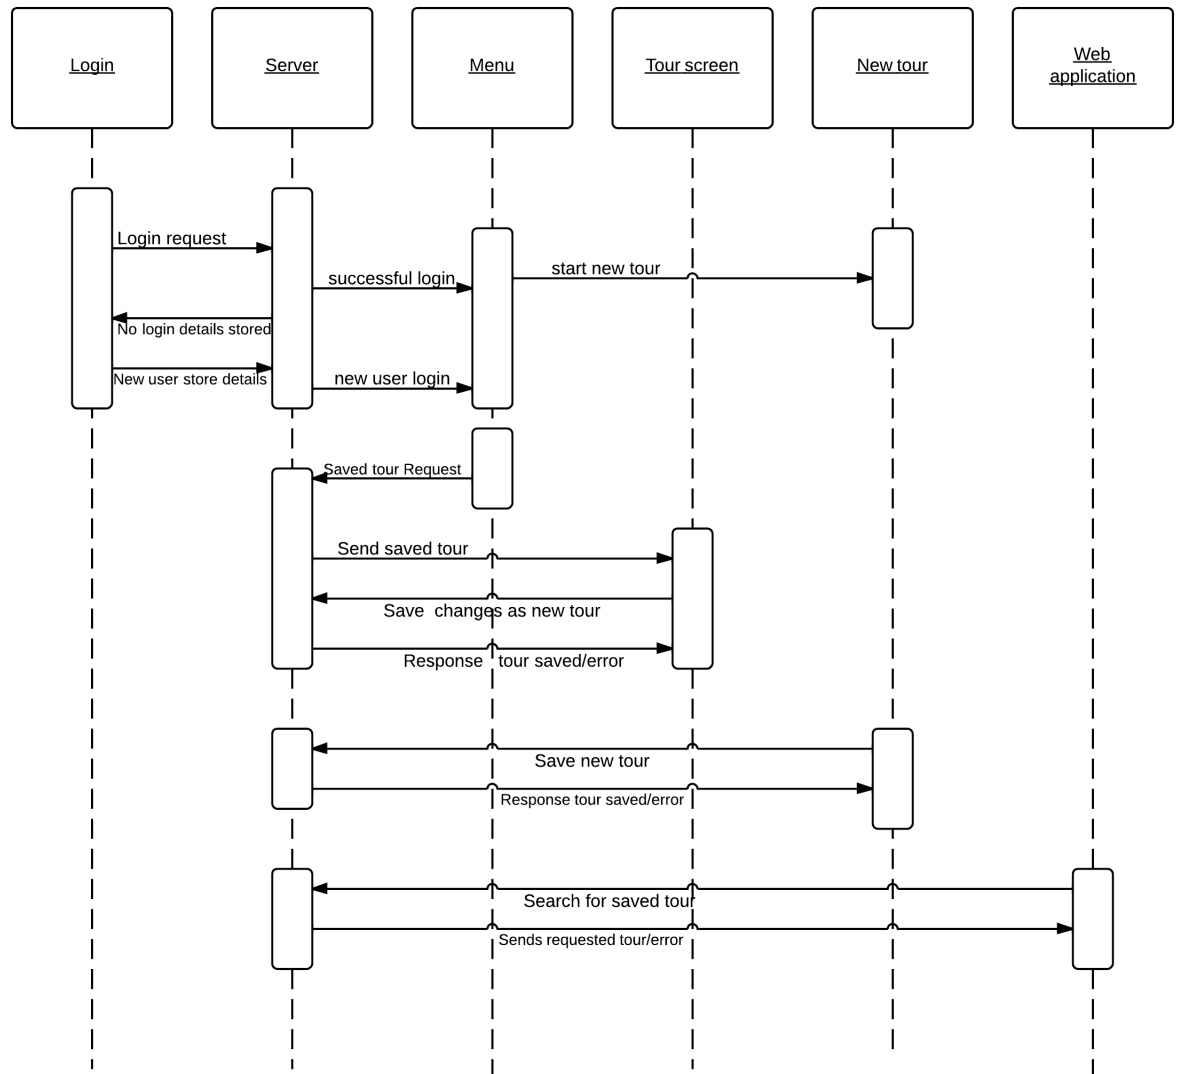 Login
Server
Menu
Tour screen
New tour
Web
application
Login request
start new tour
successful login
No login details stored
New user store details
new user login
Saved tour Request
Send saved tour
Save changes as new tour
Response tour saved/error
Save new tour
Response tour saved/error
Search for saved tour
Sends requested tour/error